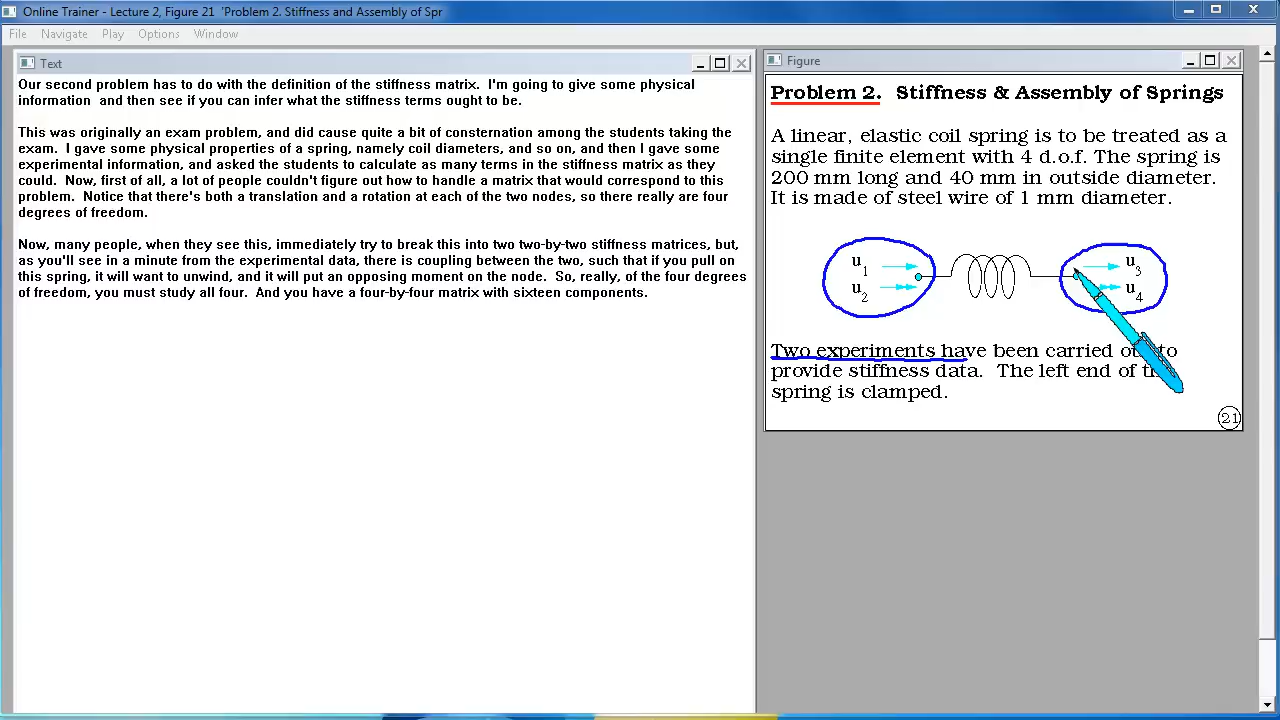 Online Trainer - Lecture 2, Figure 21 'Problem 2. Stiffness and Assembly of Spr
File Navigate Play Options Window
Text
Our second problem has to do with the definition of the stiffness matrix. I'm going to give some physical
information and then see if you can infer what the stiffness terms ought to be.
This was originally an exam problem, and did cause quite a bit of consternation among the students taking the
exam. I gave some physical properties of a spring, namely coil diameters, and so on, and then I gave some
experimental information, and asked the students to calculate as many terms in the stiffness matrix as they
could. Now, first of all, a lot of people couldn't figure out how to handle a matrix that would correspond to this
problem. Notice that there's both a translation and a rotation at each of the two nodes, so there really are four
degrees of freedom.
Now, many people, when they see this, immediately try to break this into two two-by-two stiffness matrices, but,
as you'll see in a minute from the experimental data, there is coupling between the two, such that if you pull on
this spring, it will want to unwind, and it will put an opposing moment on the node. So, really, of the four degrees
of freedom, you must study all four. And you have a four-by-four matrix with sixteen components.
Figure
Problem 2. Stiffness & Assembly of Springs
A linear, elastic coil spring is to be treated as a
single finite element with 4 d.o.f. The spring is
200 mm long and 40 mm in outside diameter.
It is made of steel wire of 1 mm diameter.
u1 u3
u2 u4
Two experiments have been carried to
provide stiffness data. The left end of
spring is clamped.
21